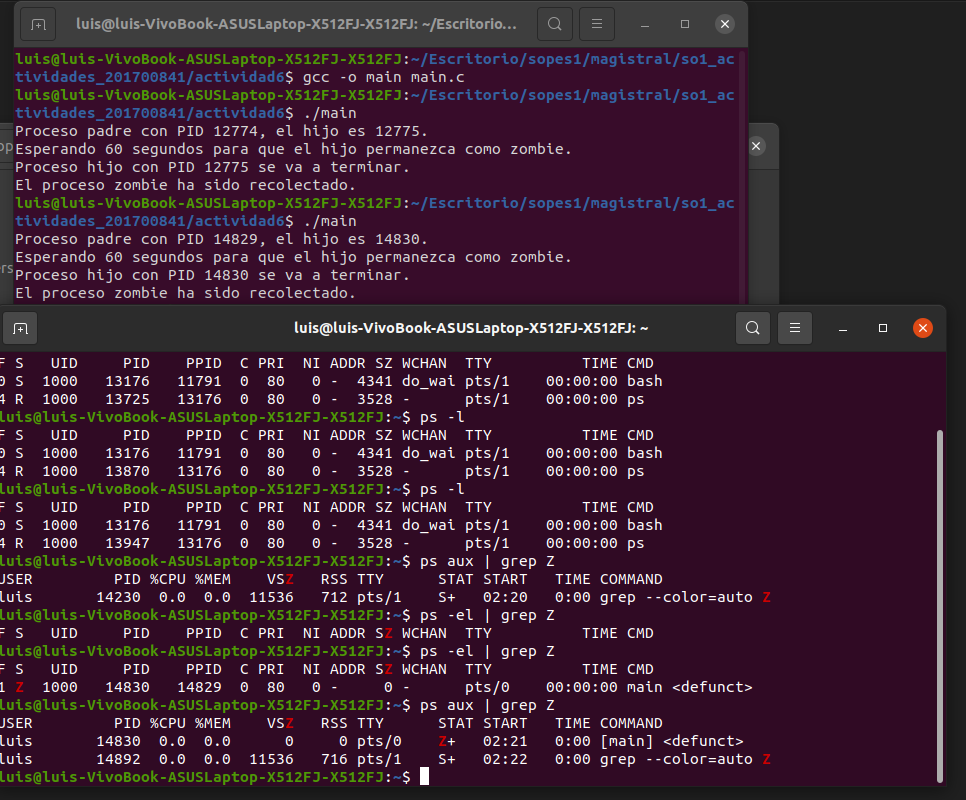 luis@luis-VivoBook-ASUSLaptop-X512FJ-X512FJ: ~/Escritorio...
luis@luis-VivoBook-ASUSLaptop-X512FJ-X512FJ:~/Escritorio/sopes1/magistral/so1_ac
tividades_201700841/actividad6$ gcc -o main main.c
luis@luis-VivoBook-ASUSLaptop-X512FJ-X512FJ:~/Escritorio/sopes1/magistral/so1_ac
tividades_201700841/actividad6$ ./main
Proceso padre con PID 12774, el hijo es 12775.
Esperando 60 segundos para que el hijo permanezca como zombie.
Proceso hijo con PID 12775 se va a terminar.
El proceso zombie ha sido recolectado.
luis@luis-VivoBook-ASUSLaptop-X512FJ-X512FJ:~/Escritorio/sopes1/magistral/so1_ac
tividades_201700841/actividad6$ ./main
Proceso padre con PID 14829, el hijo es 14830.
Esperando 60 segundos para que el hijo permanezca como zombie.
Proceso hijo con PID 14830 se va a terminar.
El proceso zombie ha sido recolectado.
op
ers
luis@luis-VivoBook-ASUSLaptop-X512FJ-X512FJ: ~
F S   UID     PID    PPID  C PRI  NI ADDR SZ WCHAN  TTY          TIME CMD
0 S  1000   13176   11791  0  80   0 -  4341 do_wai pts/1    00:00:00 bash
4 R  1000   13725   13176  0  80   0 -  3528 -      pts/1    00:00:00 ps
luis@luis-VivoBook-ASUSLaptop-X512FJ-X512FJ:~$ ps -l
F S   UID     PID    PPID  C PRI  NI ADDR SZ WCHAN  TTY          TIME CMD
0 S  1000   13176   11791  0  80   0 -  4341 do_wai pts/1    00:00:00 bash
4 R  1000   13870   13176  0  80   0 -  3528 -      pts/1    00:00:00 ps
luis@luis-VivoBook-ASUSLaptop-X512FJ-X512FJ:~$ ps -l
F S   UID     PID    PPID  C PRI  NI ADDR SZ WCHAN  TTY          TIME CMD
0 S  1000   13176   11791  0  80   0 -  4341 do_wai pts/1    00:00:00 bash
4 R  1000   13947   13176  0  80   0 -  3528 -      pts/1    00:00:00 ps
luis@luis-VivoBook-ASUSLaptop-X512FJ-X512FJ:~$ ps aux | grep Z
USER         PID %CPU %MEM    VSZ   RSS TTY      STAT START   TIME COMMAND
luis       14230  0.0  0.0  11536   712 pts/1    S+   02:20   0:00 grep --color=auto Z
luis@luis-VivoBook-ASUSLaptop-X512FJ-X512FJ:~$ ps -el | grep Z
F S   UID     PID    PPID  C PRI  NI ADDR SZ WCHAN  TTY          TIME CMD
luis@luis-VivoBook-ASUSLaptop-X512FJ-X512FJ:~$ ps -el | grep Z
F S   UID     PID    PPID  C PRI  NI ADDR SZ WCHAN  TTY          TIME CMD
1 Z  1000   14830   14829  0  80   0 -     0 -      pts/0    00:00:00 main <defunct>
luis@luis-VivoBook-ASUSLaptop-X512FJ-X512FJ:~$ ps aux | grep Z
USER         PID %CPU %MEM    VSZ   RSS TTY      STAT START   TIME COMMAND
luis       14830  0.0  0.0      0     0 pts/0    Z+   02:21   0:00 [main] <defunct>
luis       14892  0.0  0.0  11536   716 pts/1    S+   02:22   0:00 grep --color=auto Z
luis@luis-VivoBook-ASUSLaptop-X512FJ-X512FJ:~$